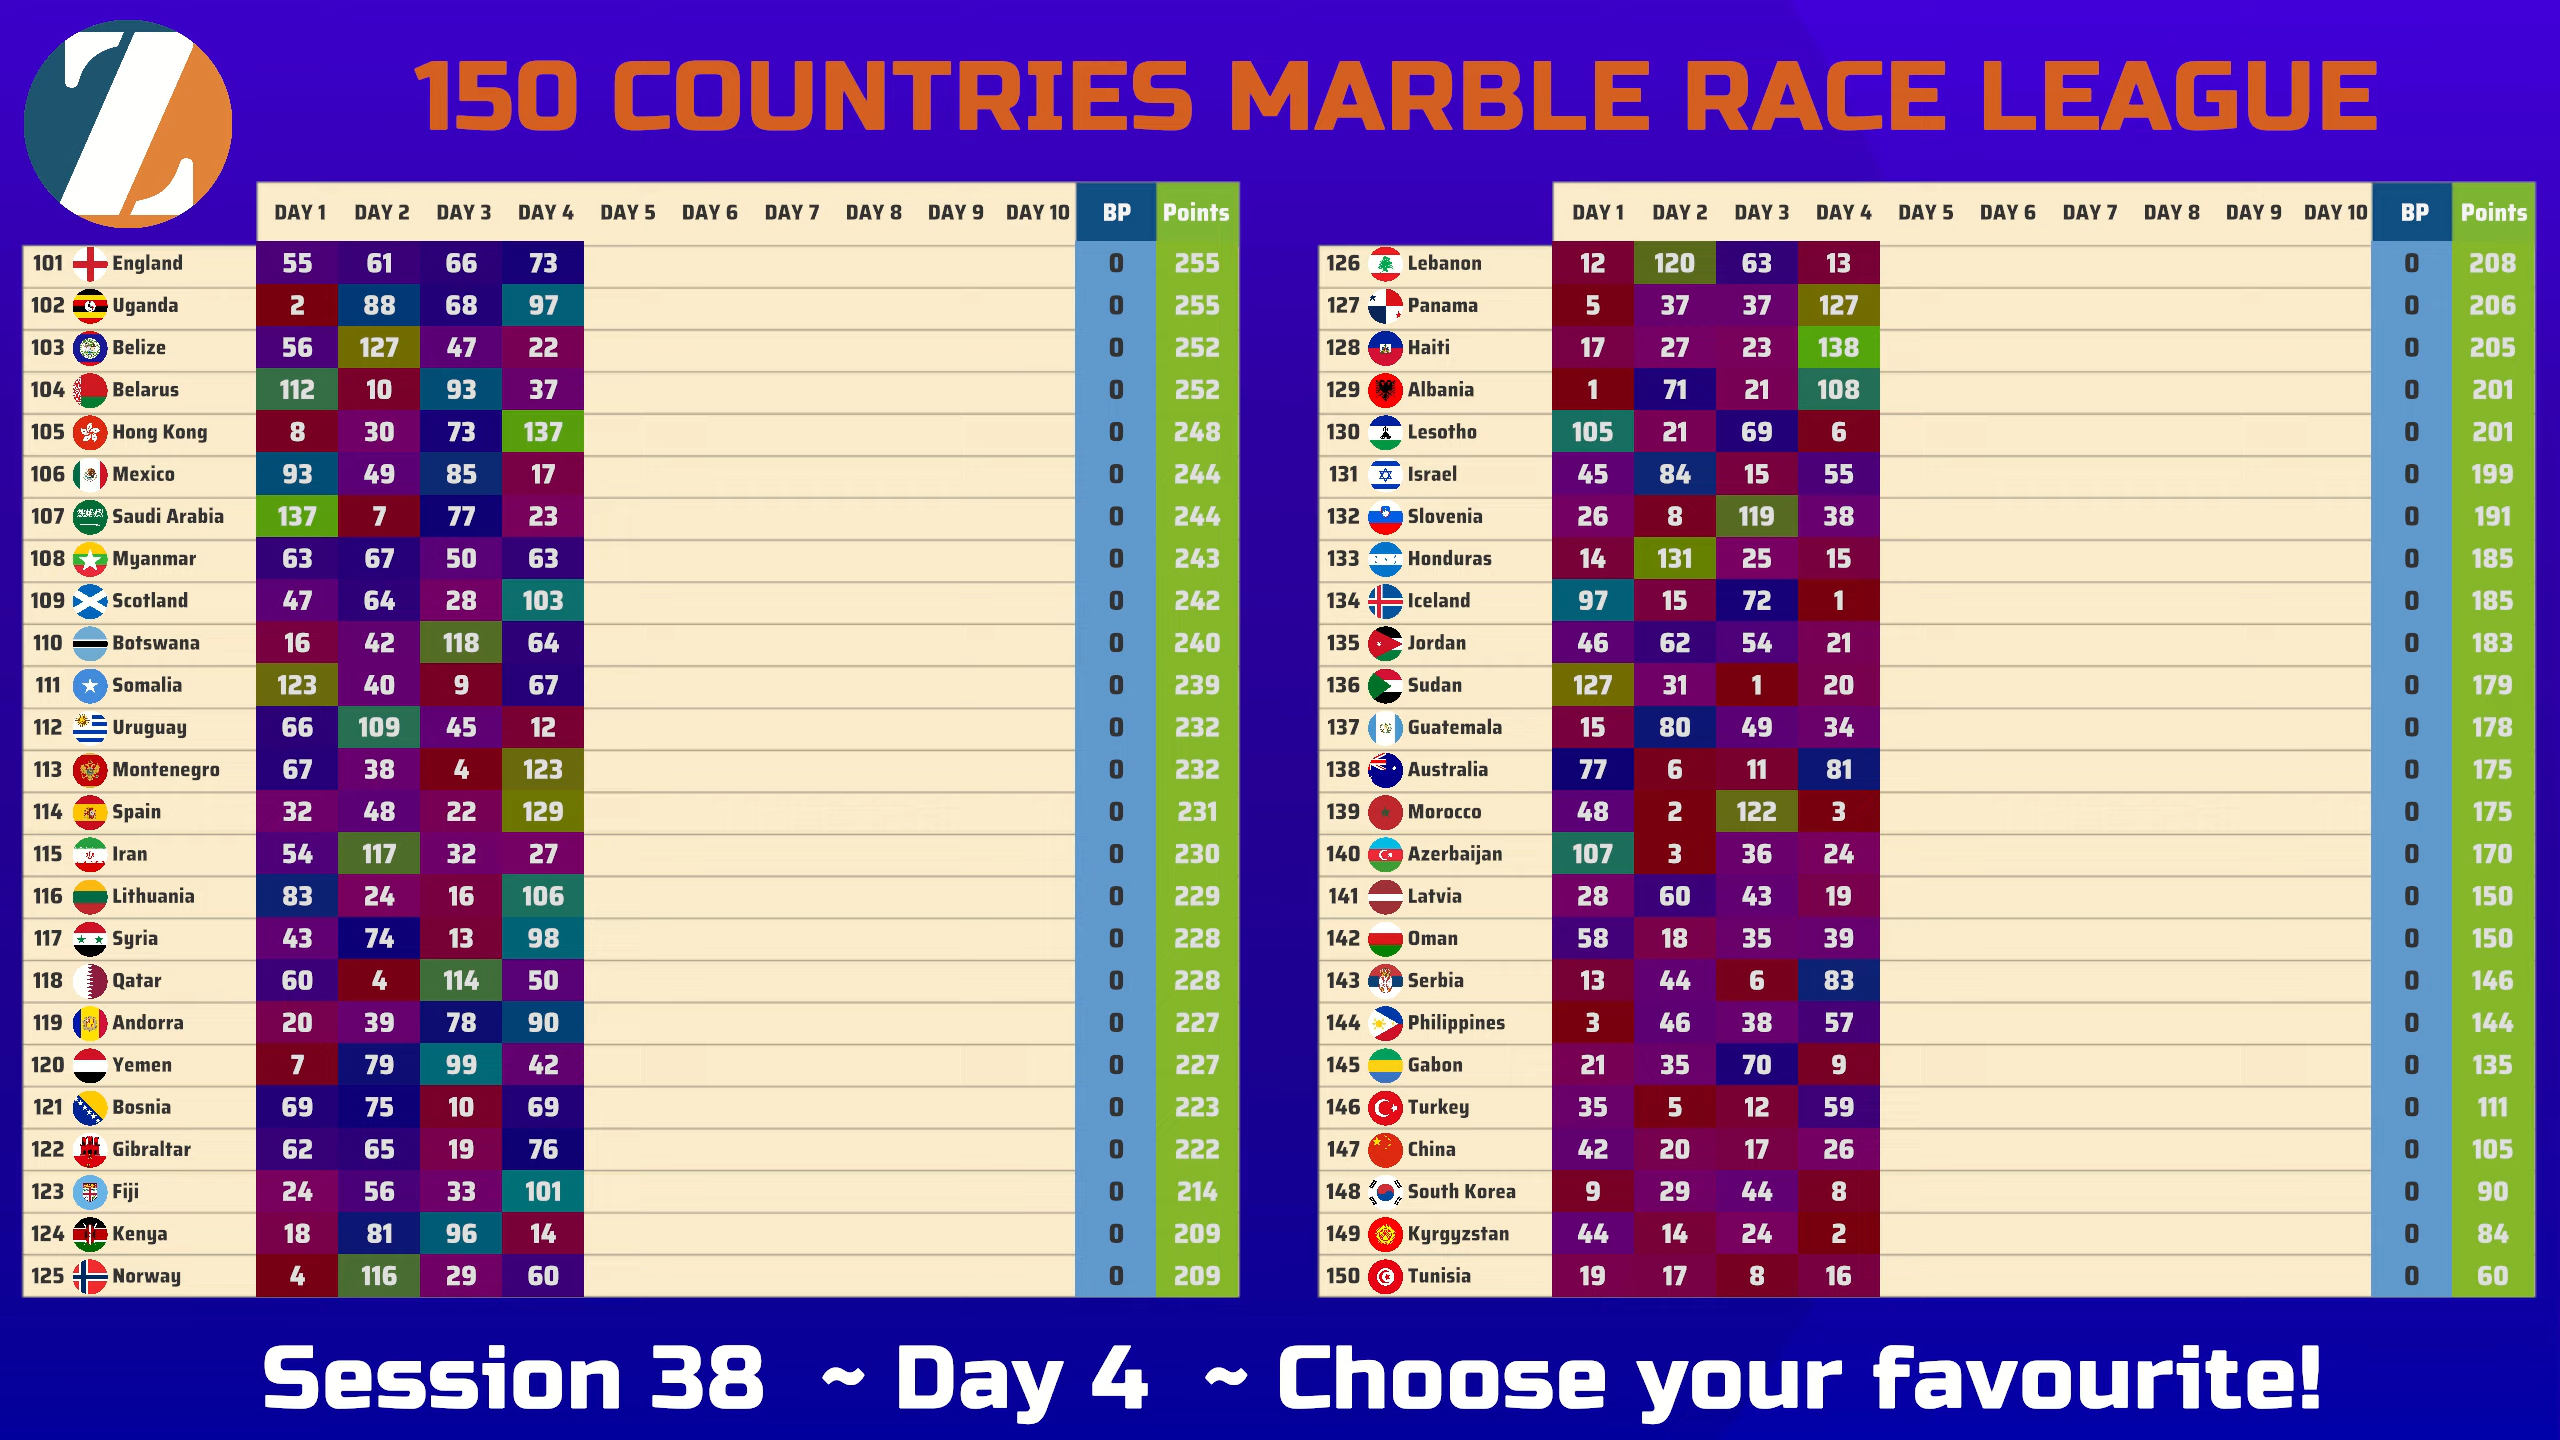 Z
150 COUNTRIES MARBLE RACE LEAGUE
DAY 1 DAY 2 DAY 3 DAY 4 DAY 5 DAY 6 DAY 7 DAY 8 DAY 9 DAY 10 BP Points
101 England 55 61 66 73 0 255
102 Uganda 2 88 68 97 0 255
103 Belize 56 127 47 22 0 252
104 Belarus 112 10 93 37 0 252
105 Hong Kong 8 30 73 137 0 248
106 Mexico 93 49 85 17 0 244
107 Saudi Arabia 137 7 77 23 0 244
108 Myanmar 63 67 50 63 0 243
109 Scotland 47 64 28 103 0 242
110 Botswana 16 42 118 64 0 240
111 Somalia 123 40 9 67 0 239
112 Uruguay 66 109 45 12 0 232
113 Montenegro 67 38 4 123 0 232
114 Spain 32 48 22 129 0 231
115 Iran 54 117 32 27 0 230
116 Lithuania 83 24 16 106 0 229
117 Syria 43 74 13 98 0 228
118 Qatar 60 4 114 50 0 228
119 Andorra 20 39 78 90 0 227
120 Yemen 7 79 99 42 0 227
121 Bosnia 69 75 10 69 0 223
122 Gibraltar 62 65 19 76 0 222
123 Fiji 24 56 33 101 0 214
124 Kenya 18 81 96 14 0 209
125 Norway 4 116 29 60 0 209
DAY 1 DAY 2 DAY 3 DAY 4 DAY 5 DAY 6 DAY 7 DAY 8 DAY 9 DAY 10 BP Points
126 Lebanon 12 120 63 13 0 208
127 Panama 5 37 37 127 0 206
128 Haiti 17 27 23 138 0 205
129 Albania 1 71 21 108 0 201
130 Lesotho 105 21 69 6 0 201
131 Israel 45 84 15 55 0 199
132 Slovenia 26 8 119 38 0 191
133 Honduras 14 131 25 15 0 185
134 Iceland 97 15 72 1 0 185
135 Jordan 46 62 54 21 0 183
136 Sudan 127 31 1 20 0 179
137 Guatemala 15 80 49 34 0 178
138 Australia 77 6 11 81 0 175
139 Morocco 48 2 122 3 0 175
140 Azerbaijan 107 3 36 24 0 170
141 Latvia 28 60 43 19 0 150
142 Oman 58 18 35 39 0 150
143 Serbia 13 44 6 83 0 146
144 Philippines 3 46 38 57 0 144
145 Gabon 21 35 70 9 0 135
146 Turkey 35 5 12 59 0 111
147 China 42 20 17 26 0 105
148 South Korea 9 29 44 8 0 90
149 Kyrgyzstan 44 14 24 2 0 84
150 Tunisia 19 17 8 16 0 60
Session 38 ~ Day 4 ~ Choose your favourite!